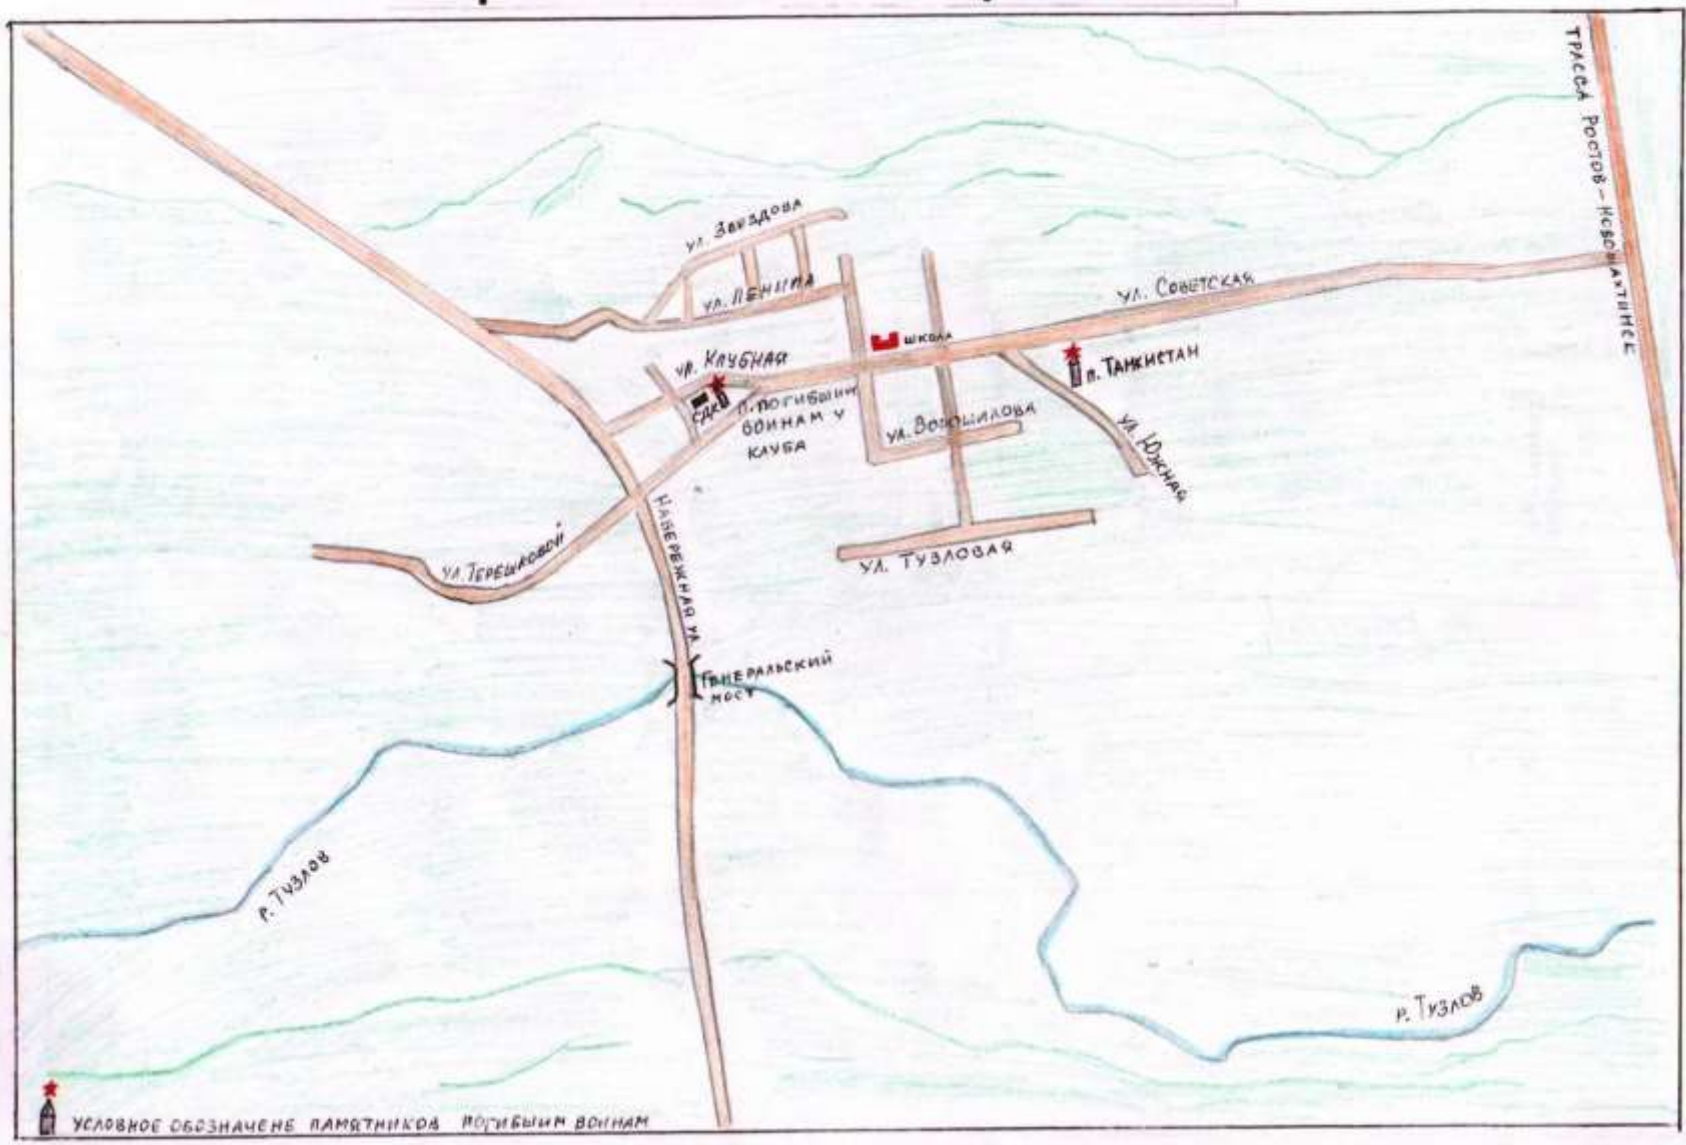 ТРАССА РОСТОВ-НОВОШАХТИНСК
УЛ. ЗВЕЗДОВА
УЛ. ЛЕНИНА
УЛ. СОВЕТСКАЯ
ШКОЛА
УЛ. КЛУБНАЯ
П. ТАНКИСТАМ
СДК
П. ПОГИБШИМ
ВОИНАМ У
КЛУБА
УЛ. ВОРОШИЛОВА
УЛ. ЮЖНАЯ
НАБЕРЕЖНАЯ УЛ.
УЛ. ТЕРЕШКОВОЙ
УЛ. ТУЗЛОВАЯ
ГЕНЕРАЛЬСКИЙ
МОСТ
Р. ТУЗЛОВ
Р. ТУЗЛОВ
УСЛОВНОЕ ОБОЗНАЧЕНЕ ПАМЯТНИКОВ ПОГИБШИМ ВОИНАМ